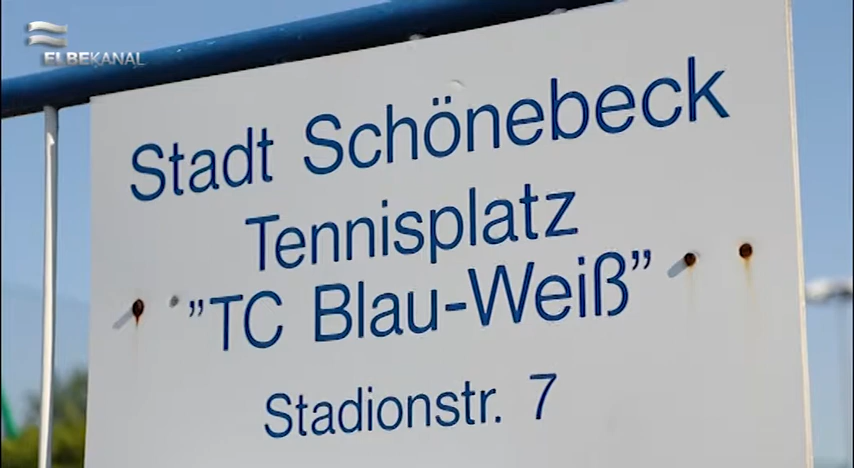 ELBEKANAL
Stadt Schönebeck
Tennisplatz
"TC Blau-Weiß"
Stadionstr. 7